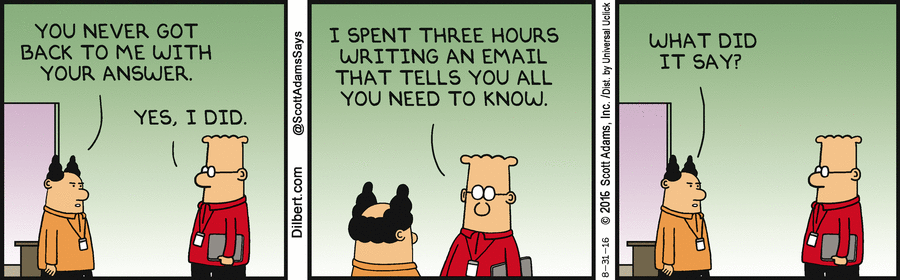 YOU NEVER GOT
BACK TO ME WITH
YOUR ANSWER.
YES, I DID.
Dilbert.com @ScottAdamsSays
I SPENT THREE HOURS
WRITING AN EMAIL
THAT TELLS YOU ALL
YOU NEED TO KNOW.
8-31-16 © 2016 Scott Adams, Inc. /Dist. by Universal Uclick
WHAT DID
IT SAY?